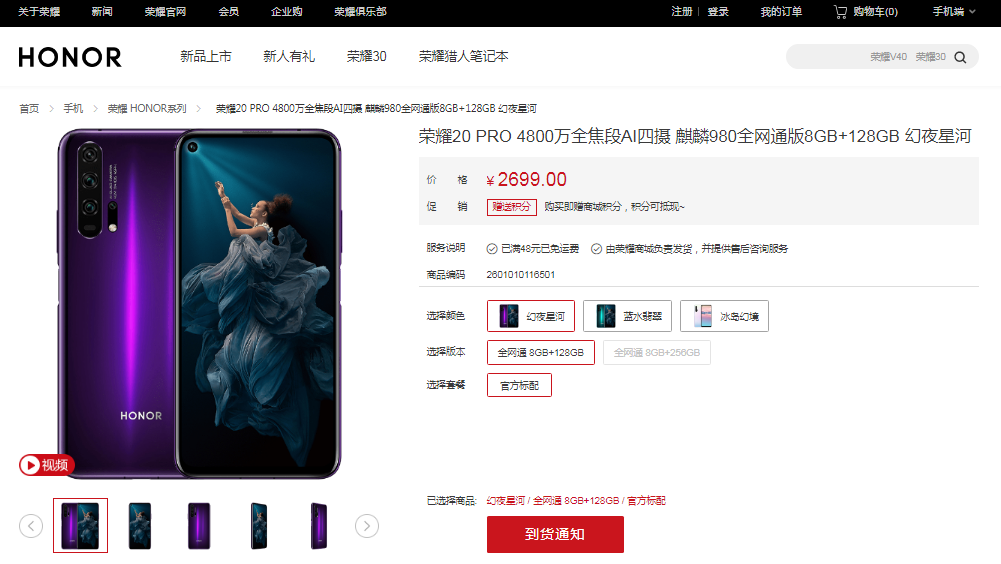 关于荣耀 新闻 荣耀官网 会员 企业购 荣耀俱乐部 注册 登录 我的订单 购物车(0) 手机端
HONOR 新品上市 新人有礼 荣耀30 荣耀猎人笔记本 荣耀V40 荣耀30
首页 > 手机 > 荣耀 HONOR系列 > 荣耀20 PRO 4800万全焦段AI四摄 麒麟980全网通版8GB+128GB 幻夜星河
荣耀20 PRO 4800万全焦段AI四摄 麒麟980全网通版8GB+128GB 幻夜星河
价 格 ¥ 2699.00
促 销 赠送积分 购买即赠商城积分，积分可抵现~
服务说明 已满48元已免运费 由荣耀商城负责发货，并提供售后咨询服务
商品编码 2601010116501
选择颜色 幻夜星河 蓝水翡翠 冰岛幻境
选择版本 全网通 8GB+128GB 全网通 8GB+256GB
选择套餐 官方标配
HONOR
视频
已选择商品: 幻夜星河 / 全网通 8GB+128GB / 官方标配
到货通知